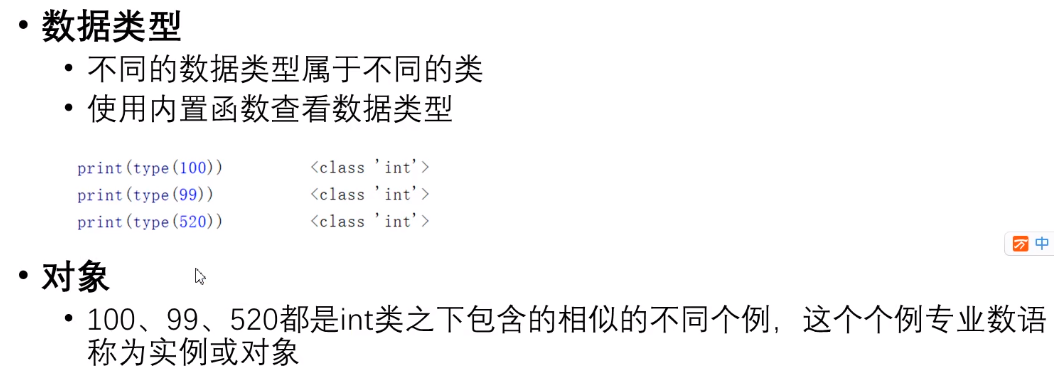 • 数据类型
• 不同的数据类型属于不同的类
• 使用内置函数查看数据类型
print(type(100)) <class 'int'>
print(type(99)) <class 'int'>
print(type(520)) <class 'int'>
中
• 对象
• 100、99、520都是int类之下包含的相似的不同个例，这个个例专业数语
称为实例或对象